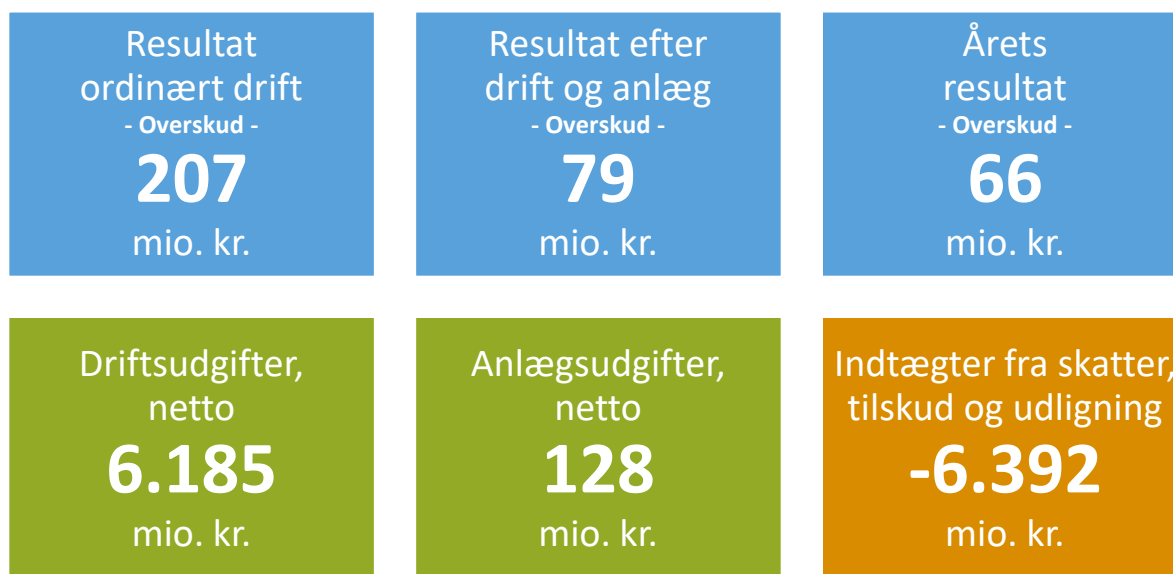 Resultat
ordinært drift
- Overskud -
207
mio. kr.
Resultat efter
drift og anlæg
- Overskud -
79
mio. kr.
Årets
resultat
- Overskud -
66
mio. kr.
Driftsudgifter,
netto
6.185
mio. kr.
Anlægsudgifter,
netto
128
mio. kr.
Indtægter fra skatter,
tilskud og udligning
-6.392
mio. kr.